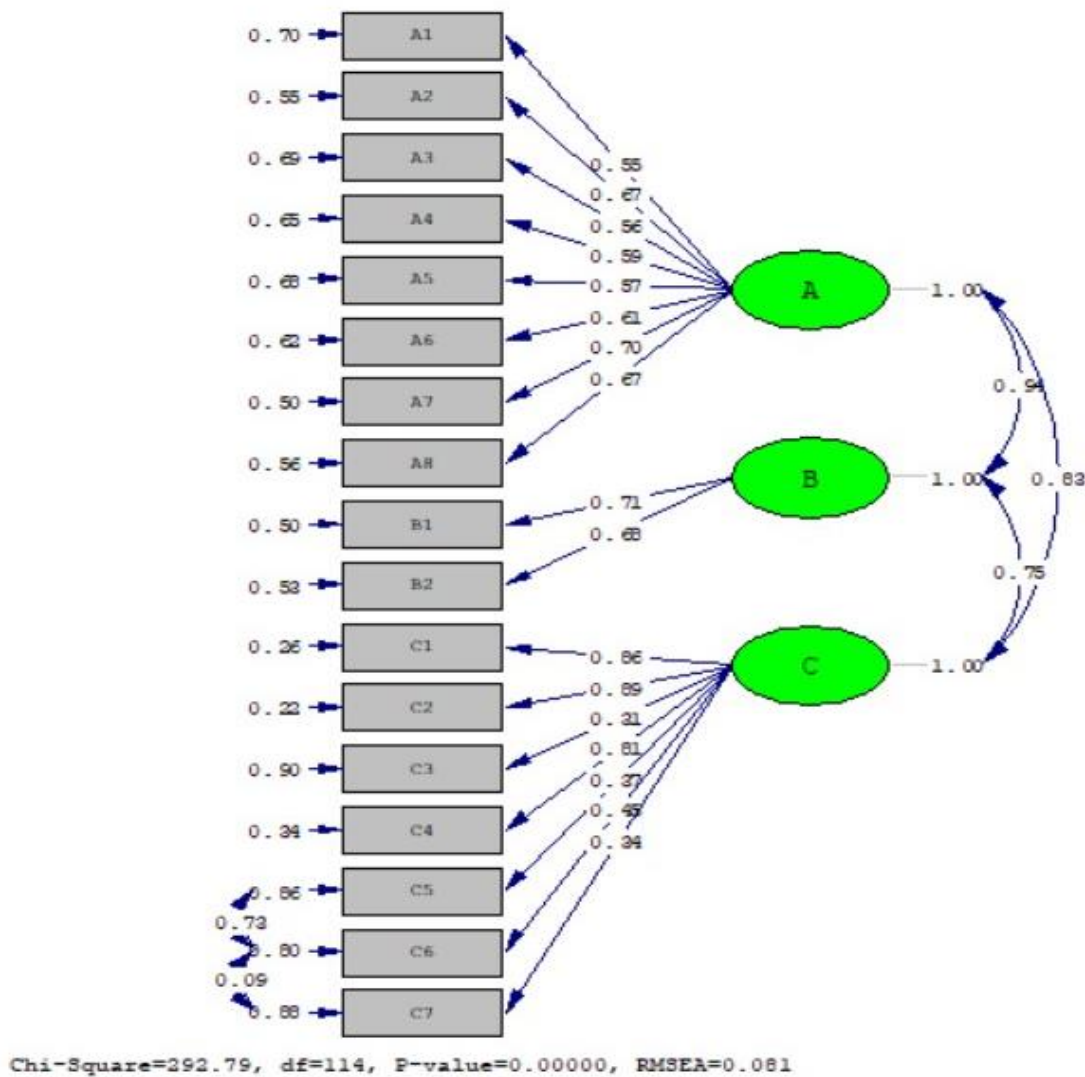 0.70 A1
0.55 A2
0.69 A3
0.65 A4
0.68 A5
0.62 A6
0.50 A7
0.56 A8
0.50 B1
0.53 B2
0.26 C1
0.22 C2
0.90 C3
0.34 C4
0.86 C5
0.73
0.80 C6
0.09
0.88 C7
0.55
0.67
0.56
0.59
0.57
0.61
0.70
0.67
0.71
0.68
0.86
0.89
0.31
0.81
0.37
0.45
0.34
A 1.00
B 1.00
C 1.00
0.94
0.83
0.75
Chi-Square=292.79, df=114, P-value=0.00000, RMSEA=0.081